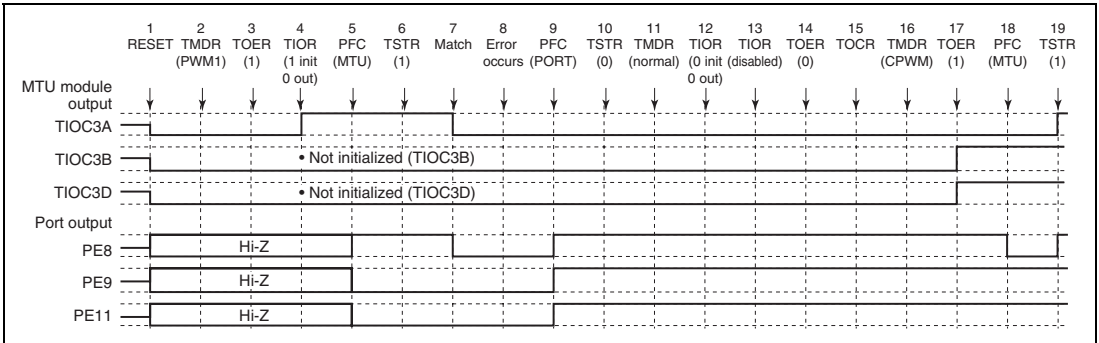 1 2 3 4 5 6 7 8 9 10 11 12 13 14 15 16 17 18 19
RESET TMDR TOER TIOR PFC TSTR Match Error PFC TSTR TMDR TIOR TIOR TOER TOCR TMDR TOER PFC TSTR
(PWM1) (1) (1 init (MTU) (1) occurs (PORT) (0) (normal) (0 init (disabled) (0) (CPWM) (1) (MTU) (1)
0 out) 0 out)
MTU module
output
TIOC3A
TIOC3B • Not initialized (TIOC3B)
TIOC3D • Not initialized (TIOC3D)
Port output
PE8 Hi-Z
PE9 Hi-Z
PE11 Hi-Z